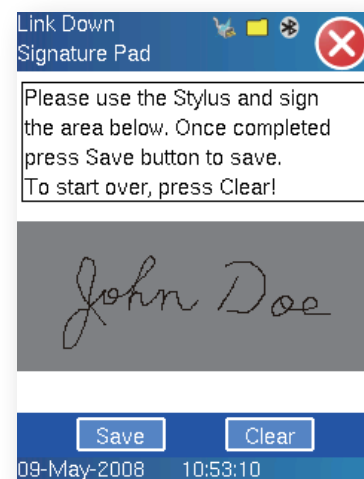 Link Down
Signature Pad
Please use the Stylus and sign
the area below. Once completed
press Save button to save.
To start over, press Clear!
John Doe
Save Clear
09-May-2008 10:53:10